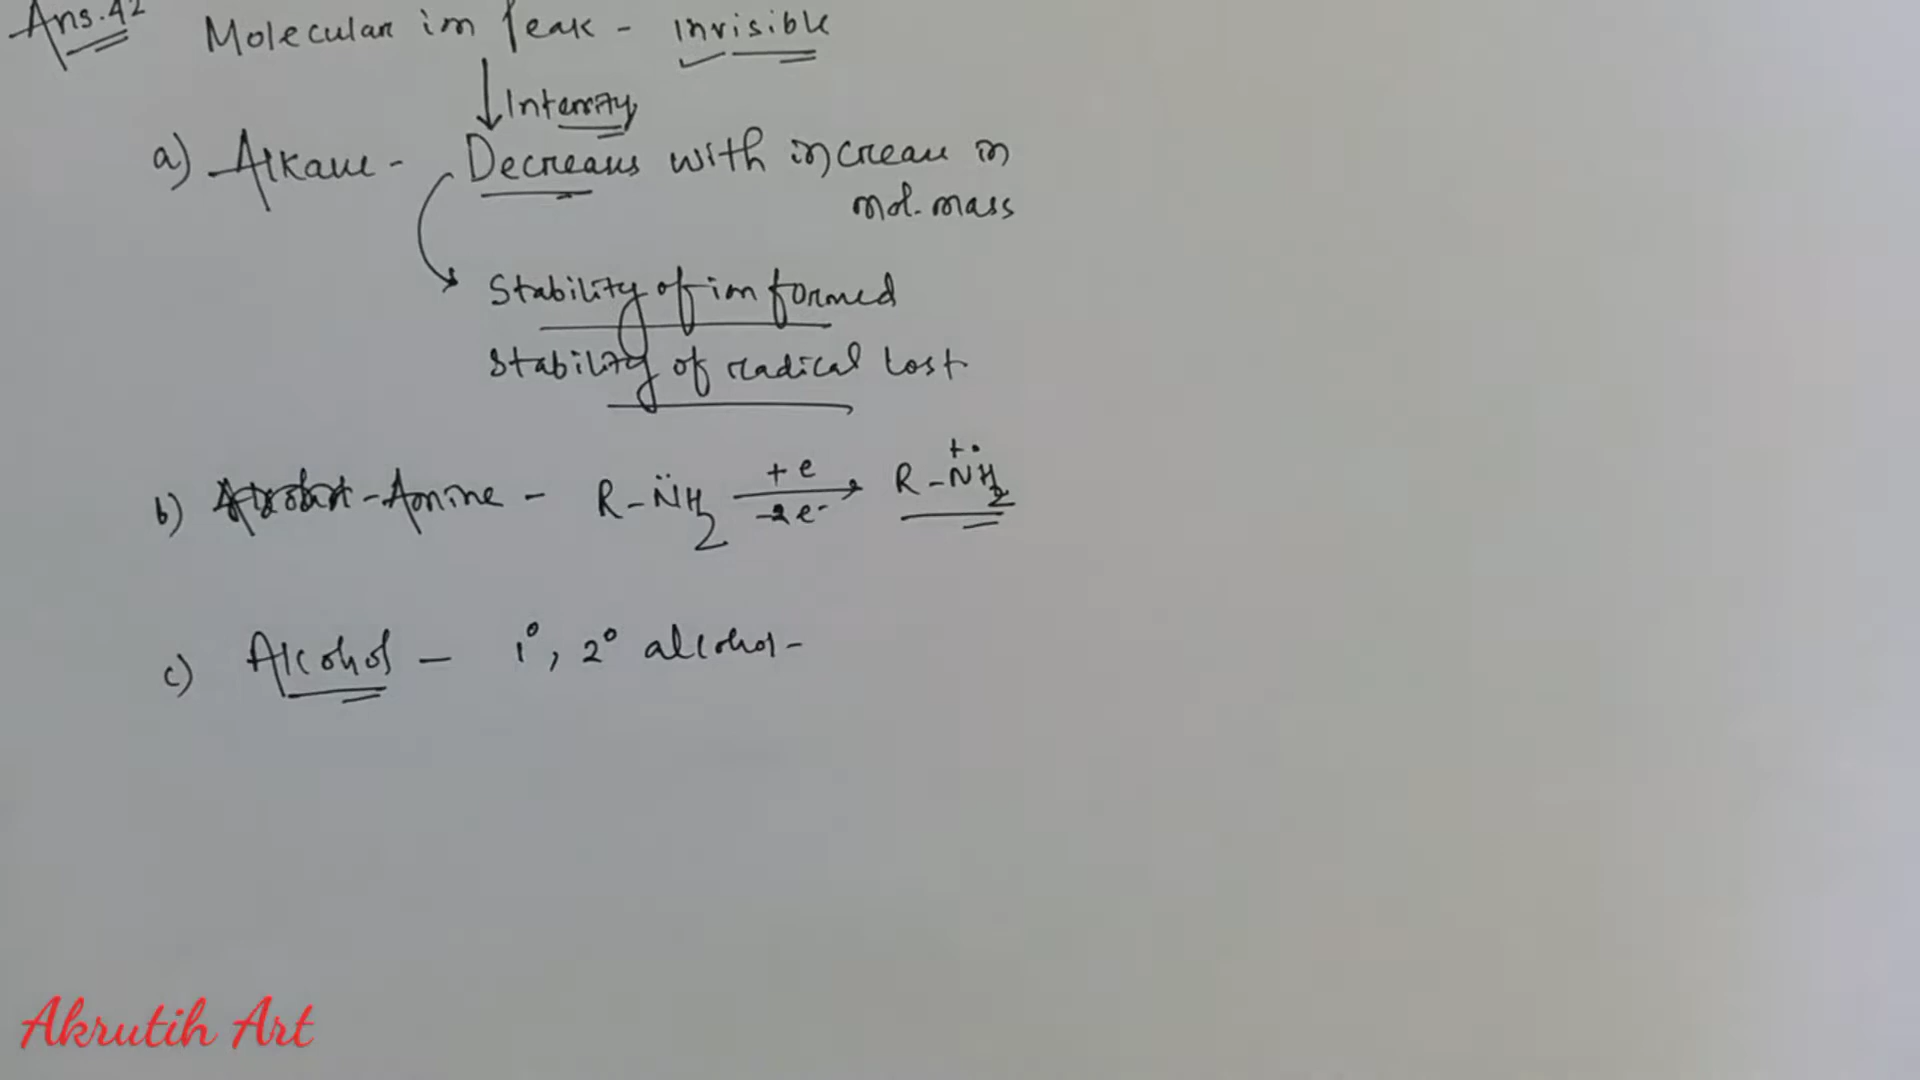 Ans.42 Molecular ion Peak - invisible
Intensity
a) Alkane - Decreases with increase in
mol. mass
Stability of ion formed
Stability of radical lost
b) -Amine - R-N̈H2 +e -2e- R-NH2 +•
c) Alcohol - 1°, 2° alcohol-
Akrutih Art